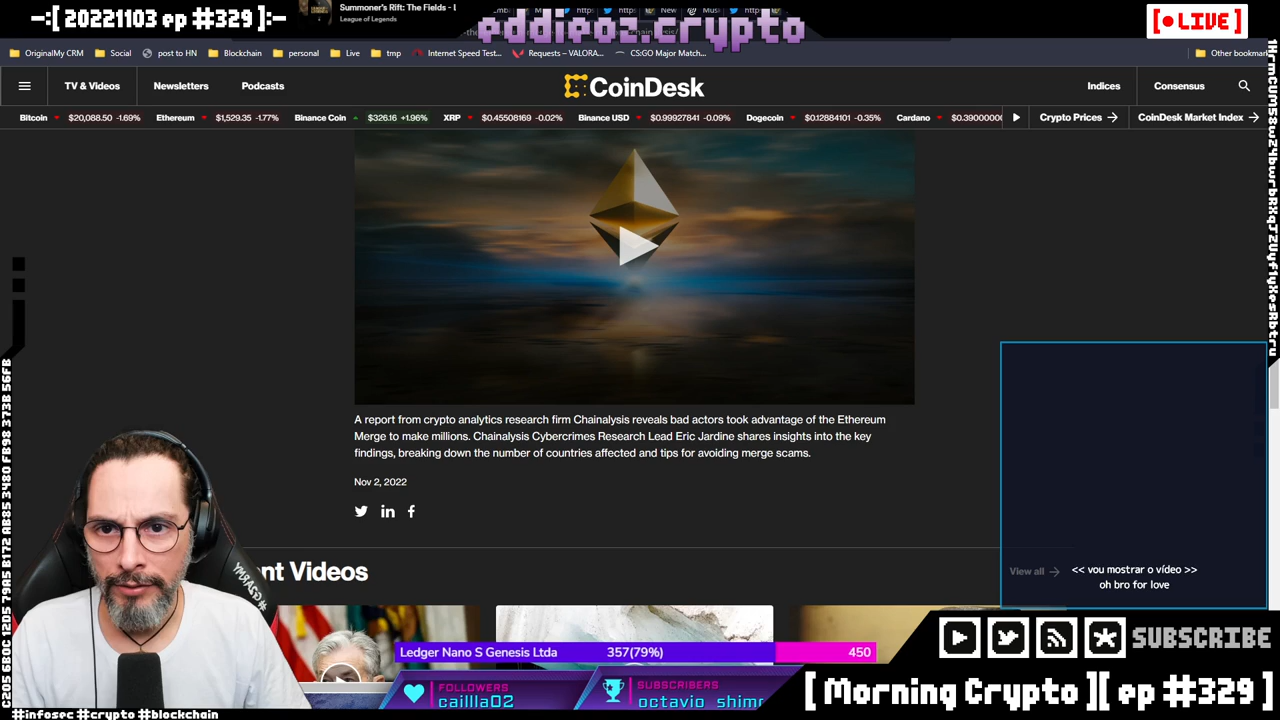 -:[ 20221103 ep #329 ]:-
Summoner's Rift: The Fields - L
League of Legends
eddieoz.crypto
[ LIVE ]
OriginalMy CRM
Social
post to HN
Blockchain
personal
Live
tmp
Internet Speed Test...
Requests – VALORA...
CS:GO Major Match...
Other bookmar
TV & Videos
Newsletters
Podcasts
CoinDesk
Indices
Consensus
Bitcoin $20,088.50 -1.69%
Ethereum $1,529.35 -1.77%
Binance Coin $326.16 +1.96%
XRP $0.45508169 -0.02%
Binance USD $0.99927841 -0.09%
Dogecoin $0.12694101 -0.35%
Cardano $0.3900000
Crypto Prices
CoinDesk Market Index
A report from crypto analytics research firm Chainalysis reveals bad actors took advantage of the Ethereum
Merge to make millions. Chainalysis Cybercrimes Research Lead Eric Jardine shares insights into the key
findings, breaking down the number of countries affected and tips for avoiding merge scams.
Nov 2, 2022
nt Videos
View all
<< vou mostrar o vídeo >>
oh bro for love
Ledger Nano S Genesis Ltda 357(79%) 450
FOLLOWERS
caillla02
SUBSCRIBERS
octavio_shimo
SUBSCRIBE
[ Morning Crypto ][ ep #329 ]
#infosec #crypto #blockchain